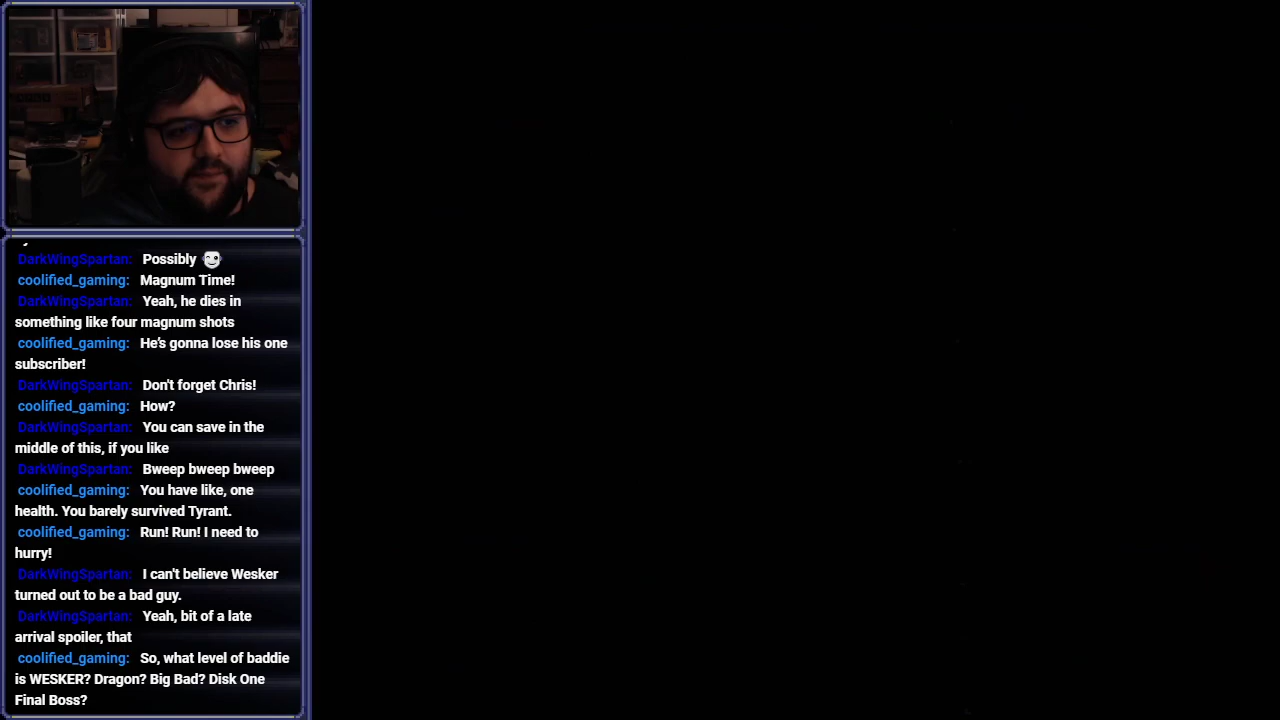 DarkWingSpartan: Possibly
coolified_gaming: Magnum Time!
DarkWingSpartan: Yeah, he dies in
something like four magnum shots
coolified_gaming: He's gonna lose his one
subscriber!
DarkWingSpartan: Don't forget Chris!
coolified_gaming: How?
DarkWingSpartan: You can save in the
middle of this, if you like
DarkWingSpartan: Bweep bweep bweep
coolified_gaming: You have like, one
health. You barely survived Tyrant.
coolified_gaming: Run! Run! I need to
hurry!
DarkWingSpartan: I can't believe Wesker
turned out to be a bad guy.
DarkWingSpartan: Yeah, bit of a late
arrival spoiler, that
coolified_gaming: So, what level of baddie
is WESKER? Dragon? Big Bad? Disk One
Final Boss?